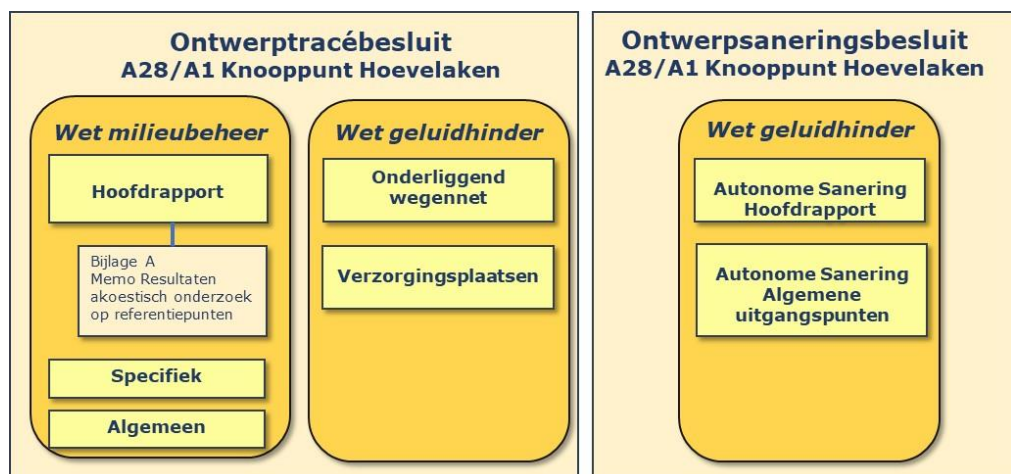 Ontwerptracébesluit
A28/A1 Knooppunt Hoevelaken
Wet milieubeheer
Hoofdrapport
Bijlage A
Memo Resultaten
akoestisch onderzoek
op referentiepunten
Specifiek
Algemeen
Wet geluidhinder
Onderliggend
wegennet
Verzorgingsplaatsen
Ontwerpsaneringsbesluit
A28/A1 Knooppunt Hoevelaken
Wet geluidhinder
Autonome Sanering
Hoofdrapport
Autonome Sanering
Algemene
uitgangspunten